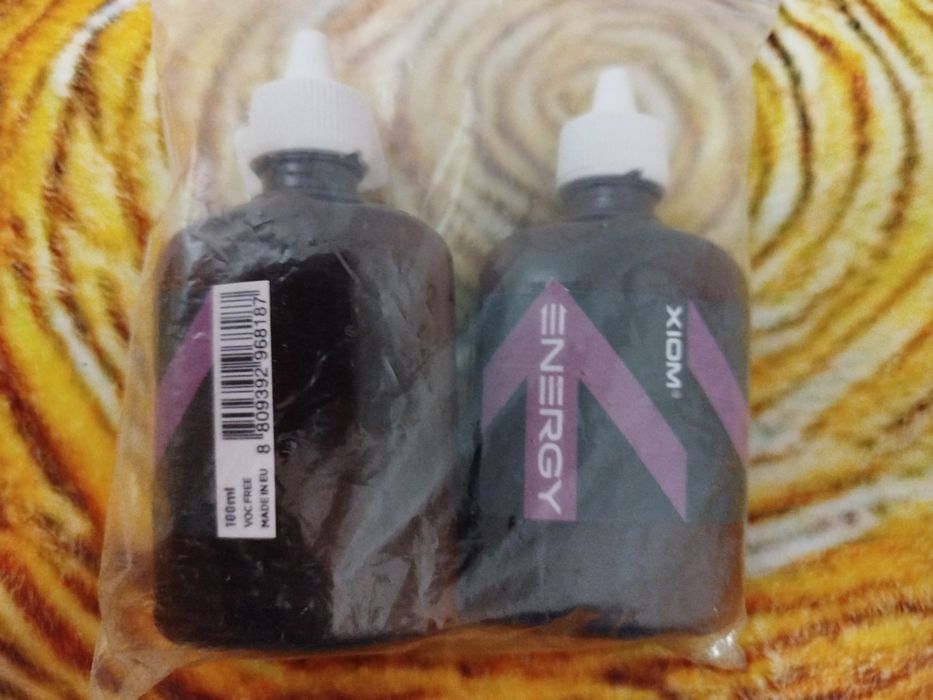 8 809392 968187
100ml
VOC FREE
MADE IN EU
ENERGY
XIOM®